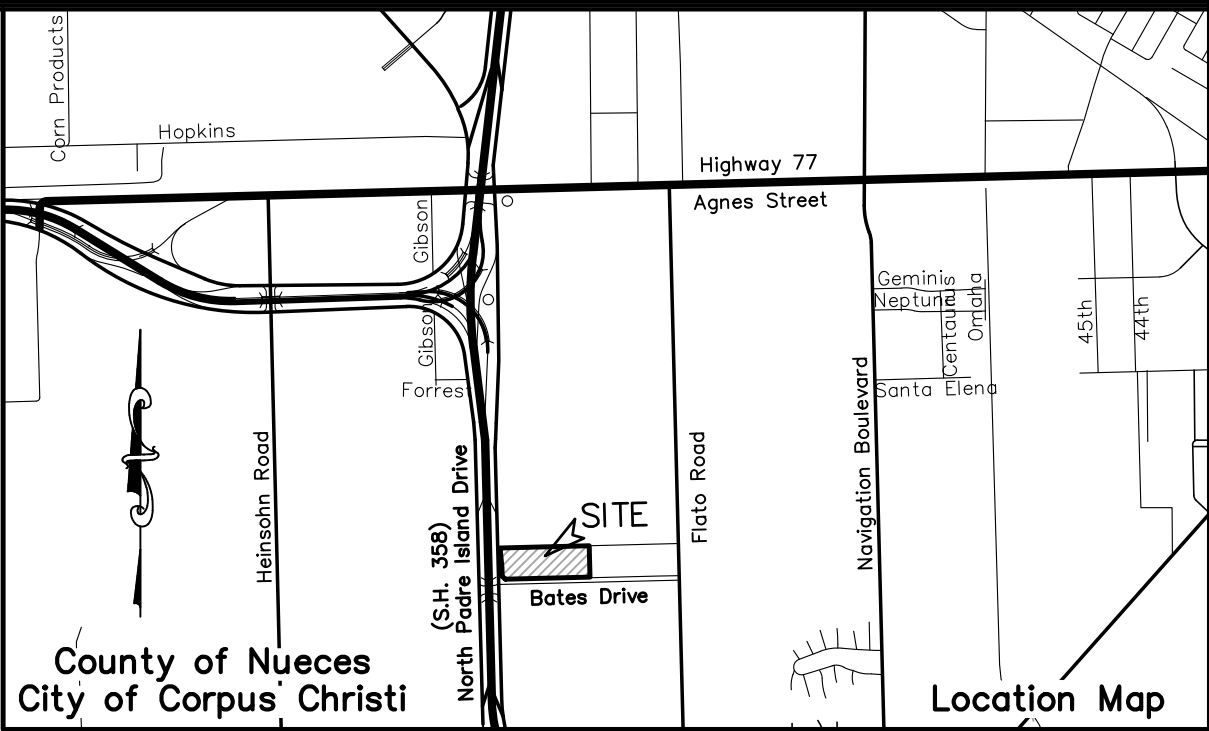 Corn Products
Hopkins
Highway 77
Agnes Street
Gibson
Gibson
Forrest
Geminis
Neptune
Centaurus
Omaha
Santa Elena
45th
44th
Heinsohn Road
(S.H. 358)
North Padre Island Drive
Flato Road
Navigation Boulevard
SITE
Bates Drive
County of Nueces
City of Corpus Christi
Location Map